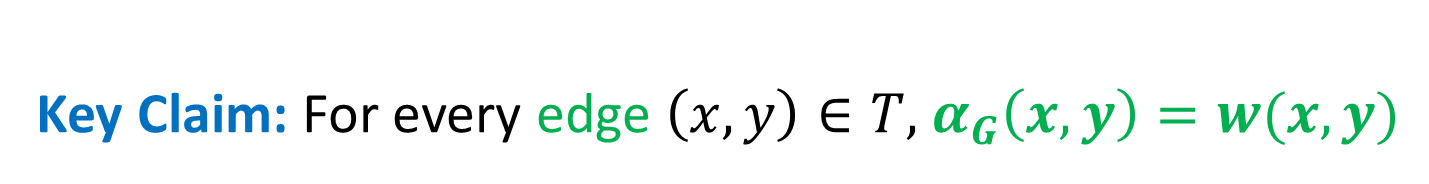 Key Claim: For every edge (x, y) ∈ T, α_G(x, y) = w(x, y)